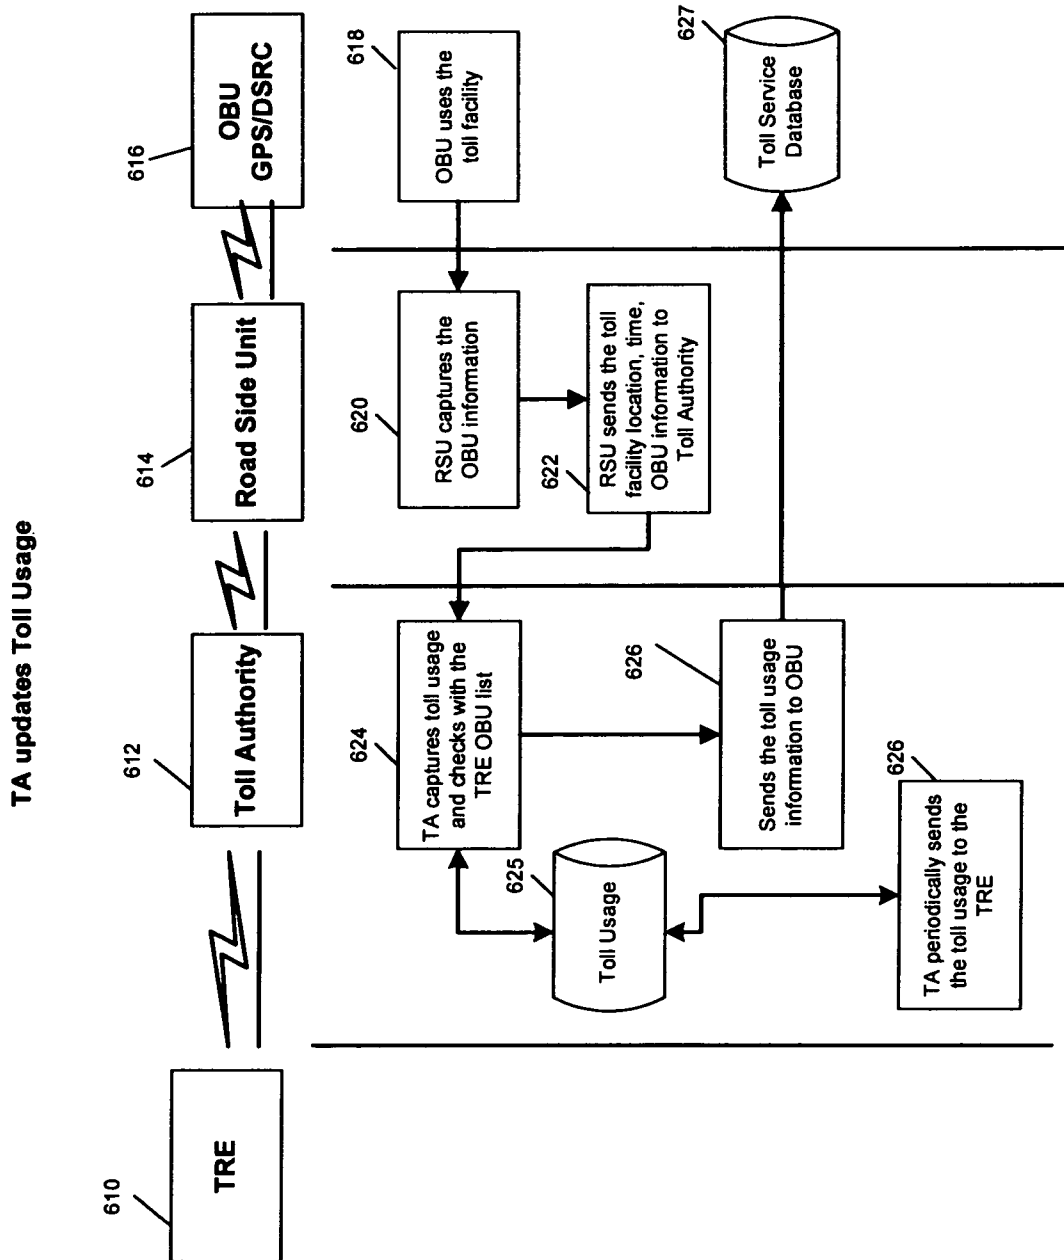 TA updates Toll Usage
610
TRE
612
Toll Authority
614
Road Side Unit
616
OBU
GPS/DSRC
618
OBU uses the
toll facility
620
RSU captures the
OBU information
622
RSU sends the toll
facility location, time,
OBU information to
Toll Authority
624
TA captures toll usage
and checks with the
TRE OBU list
625
Toll Usage
626
Sends the toll usage
information to OBU
626
TA periodically sends
the toll usage to the
TRE
627
Toll Service
Database